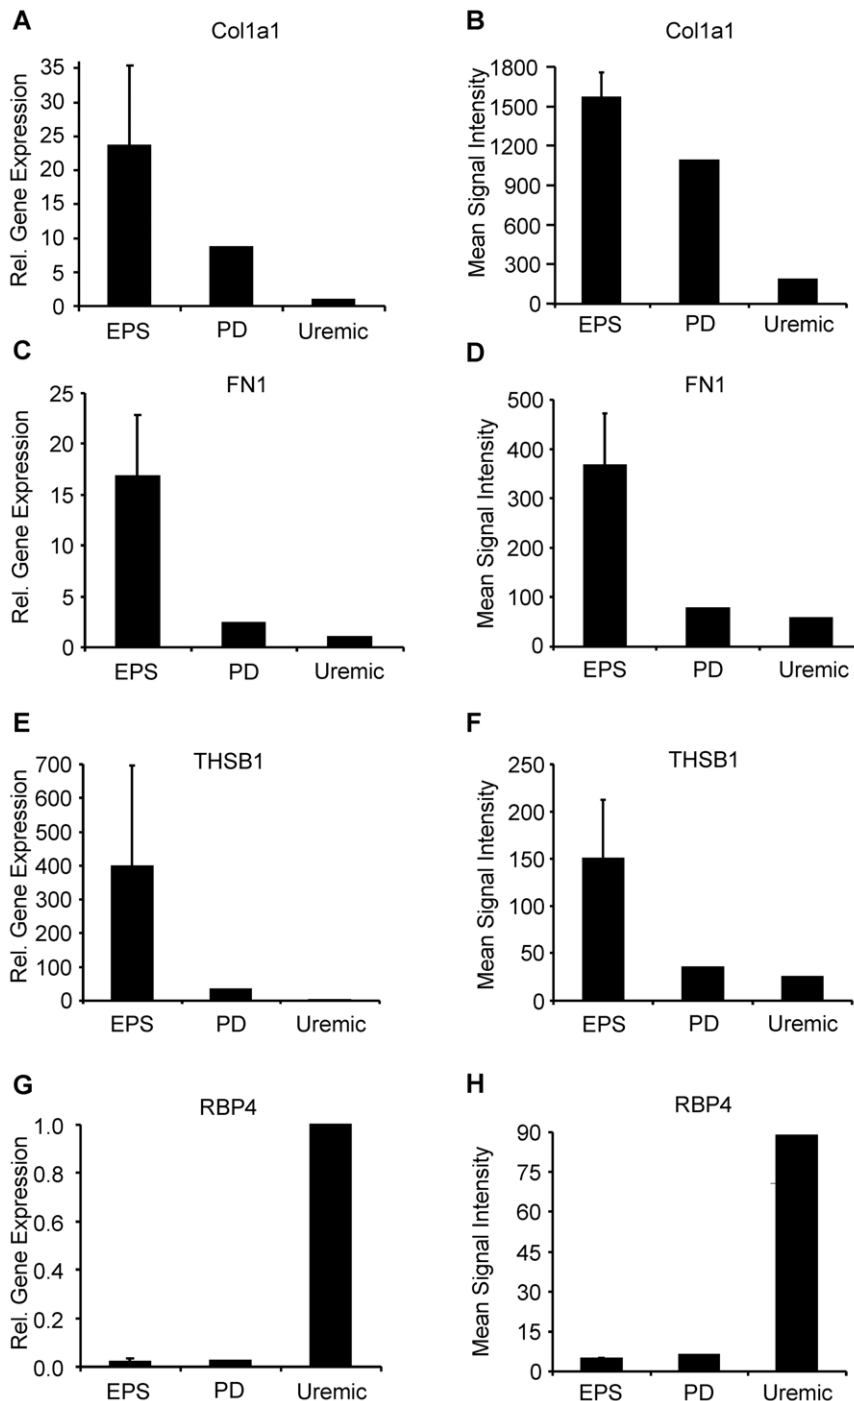 A
Col1a1
Rel. Gene Expression
35
30
25
20
15
10
5
0
EPS PD Uremic
B
Col1a1
Mean Signal Intensity
1800
1500
1200
900
600
300
0
EPS PD Uremic
C
FN1
Rel. Gene Expression
25
20
15
10
5
0
EPS PD Uremic
D
FN1
Mean Signal Intensity
500
400
300
200
100
0
EPS PD Uremic
E
THSB1
Rel. Gene Expression
700
600
500
400
300
200
100
0
EPS PD Uremic
F
THSB1
Mean Signal Intensity
250
200
150
100
50
0
EPS PD Uremic
G
RBP4
Rel. Gene Expression
1.0
0.8
0.6
0.4
0.2
0.0
EPS PD Uremic
H
RBP4
Mean Signal Intensity
90
75
60
45
30
15
0
EPS PD Uremic